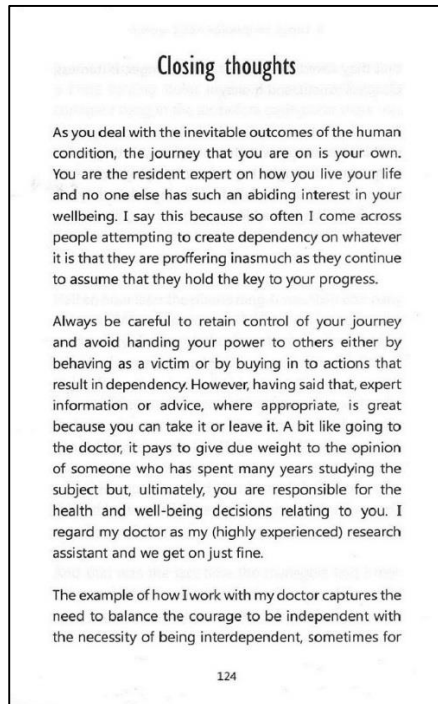 Closing thoughts
As you deal with the inevitable outcomes of the human
condition, the journey that you are on is your own.
You are the resident expert on how you live your life
and no one else has such an abiding interest in your
wellbeing. I say this because so often I come across
people attempting to create dependency on whatever
it is that they are proffering inasmuch as they continue
to assume that they hold the key to your progress.
Always be careful to retain control of your journey
and avoid handing your power to others either by
behaving as a victim or by buying in to actions that
result in dependency. However, having said that, expert
information or advice, where appropriate, is great
because you can take it or leave it. A bit like going to
the doctor, it pays to give due weight to the opinion
of someone who has spent many years studying the
subject but, ultimately, you are responsible for the
health and well-being decisions relating to you. I
regard my doctor as my (highly experienced) research
assistant and we get on just fine.
The example of how I work with my doctor captures the
need to balance the courage to be independent with
the necessity of being interdependent, sometimes for
124